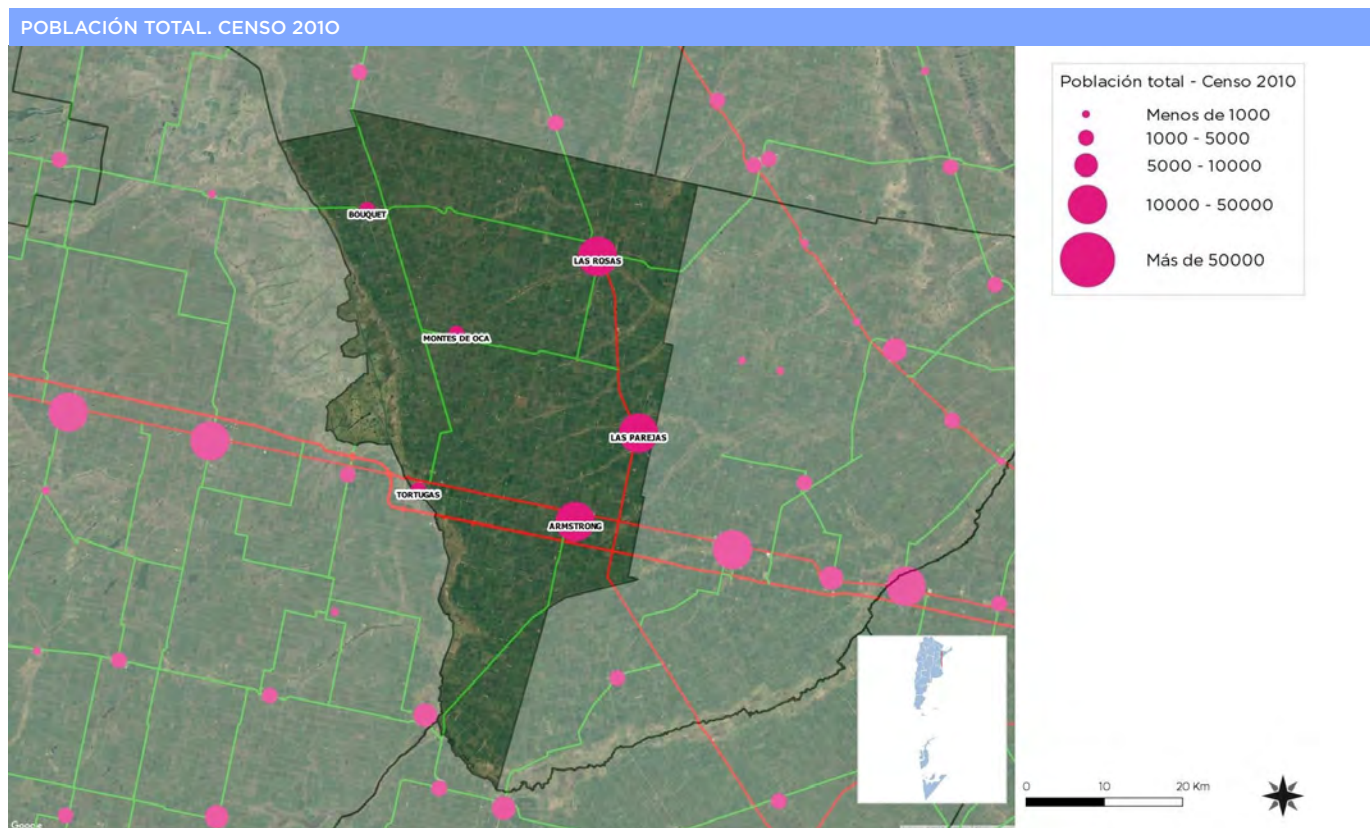 POBLACIÓN TOTAL. CENSO 2010
Población total - Censo 2010
Menos de 1000
1000 - 5000
5000 - 10000
10000 - 50000
Más de 50000
BOUQUET
LAS ROSAS
MONTES DE OCA
LAS PAREJAS
TORTUGAS
ARMSTRONG
0 10 20 Km
Google